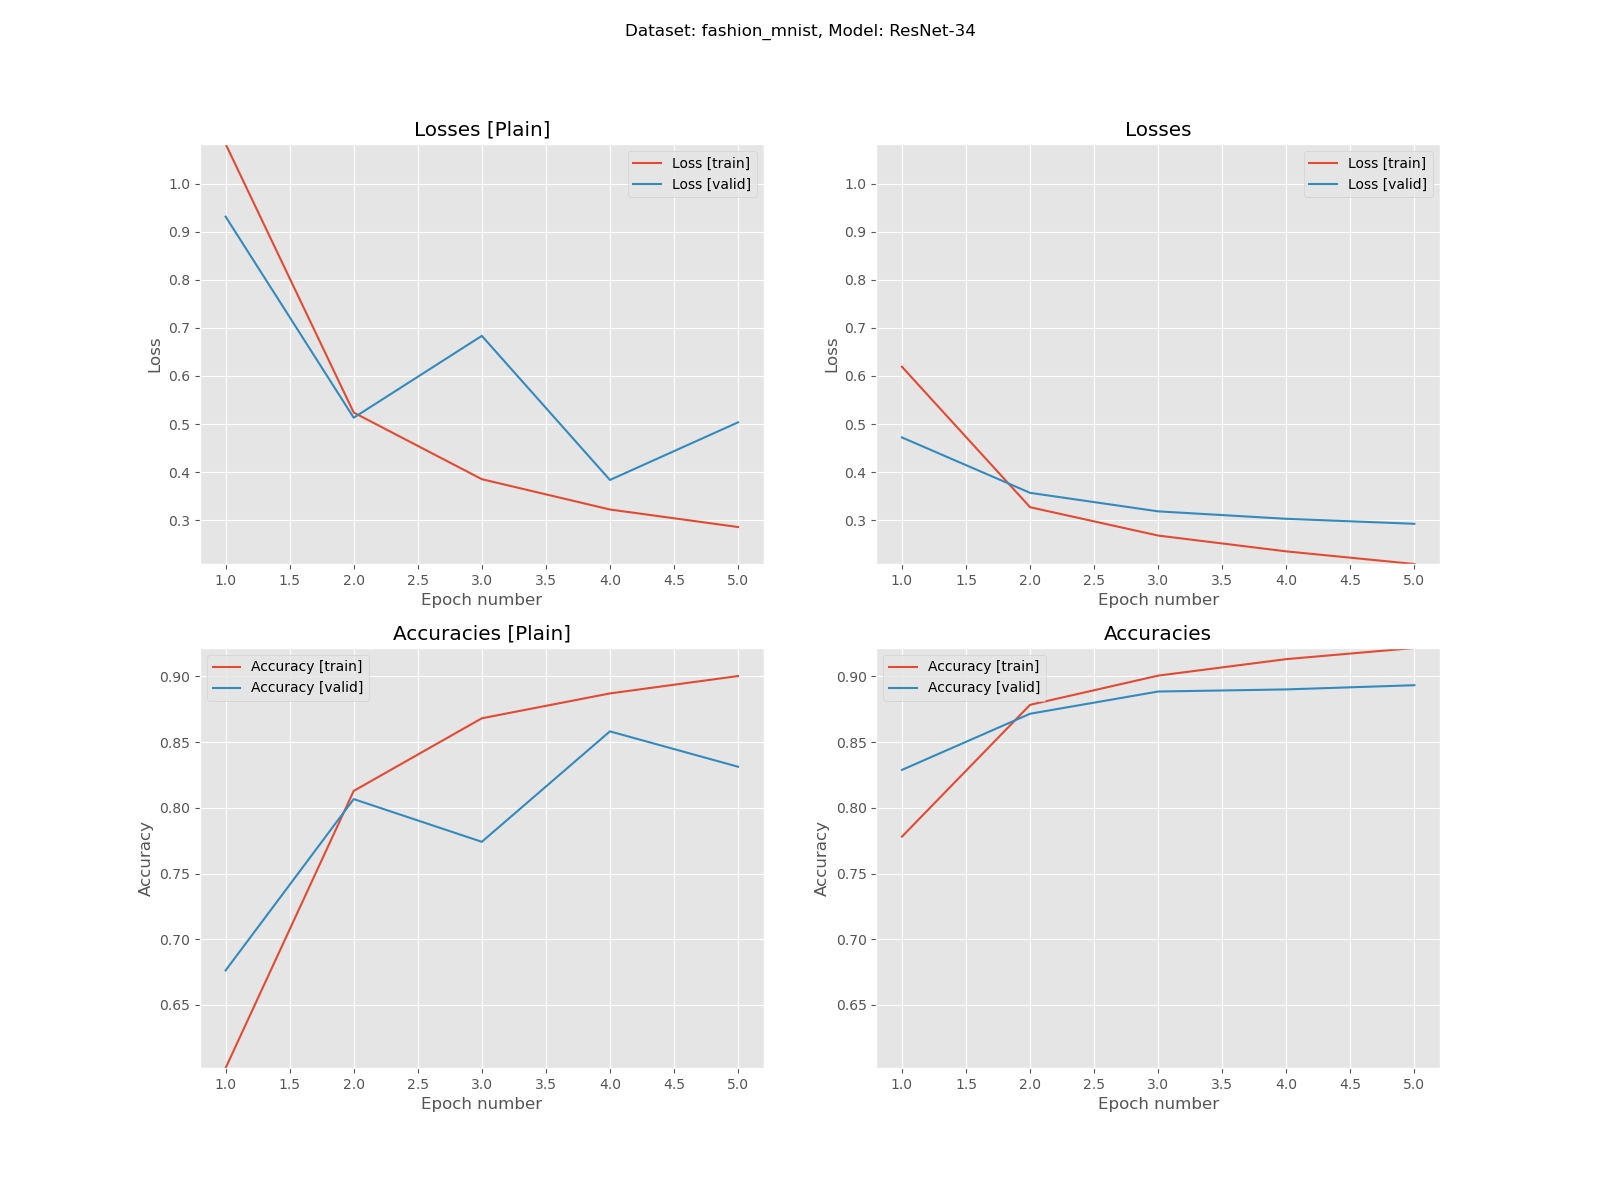 Dataset: fashion_mnist, Model: ResNet-34
Losses [Plain]
Loss [train]
Loss [valid]
1.0
0.9
0.8
0.7
0.6
0.5
0.4
0.3
Loss
1.0 1.5 2.0 2.5 3.0 3.5 4.0 4.5 5.0
Epoch number
Losses
Loss [train]
Loss [valid]
1.0
0.9
0.8
0.7
0.6
0.5
0.4
0.3
Loss
1.0 1.5 2.0 2.5 3.0 3.5 4.0 4.5 5.0
Epoch number
Accuracies [Plain]
Accuracy [train]
Accuracy [valid]
0.90
0.85
0.80
0.75
0.70
0.65
Accuracy
1.0 1.5 2.0 2.5 3.0 3.5 4.0 4.5 5.0
Epoch number
Accuracies
Accuracy [train]
Accuracy [valid]
0.90
0.85
0.80
0.75
0.70
0.65
Accuracy
1.0 1.5 2.0 2.5 3.0 3.5 4.0 4.5 5.0
Epoch number